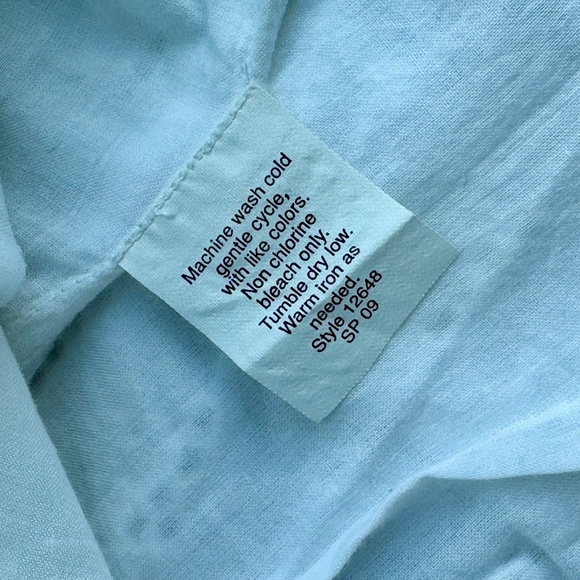 Machine wash cold
gentle cycle,
with like colors.
Non chlorine
bleach only.
Tumble dry low.
Warm iron as
needed.
Style 12648
SP 09